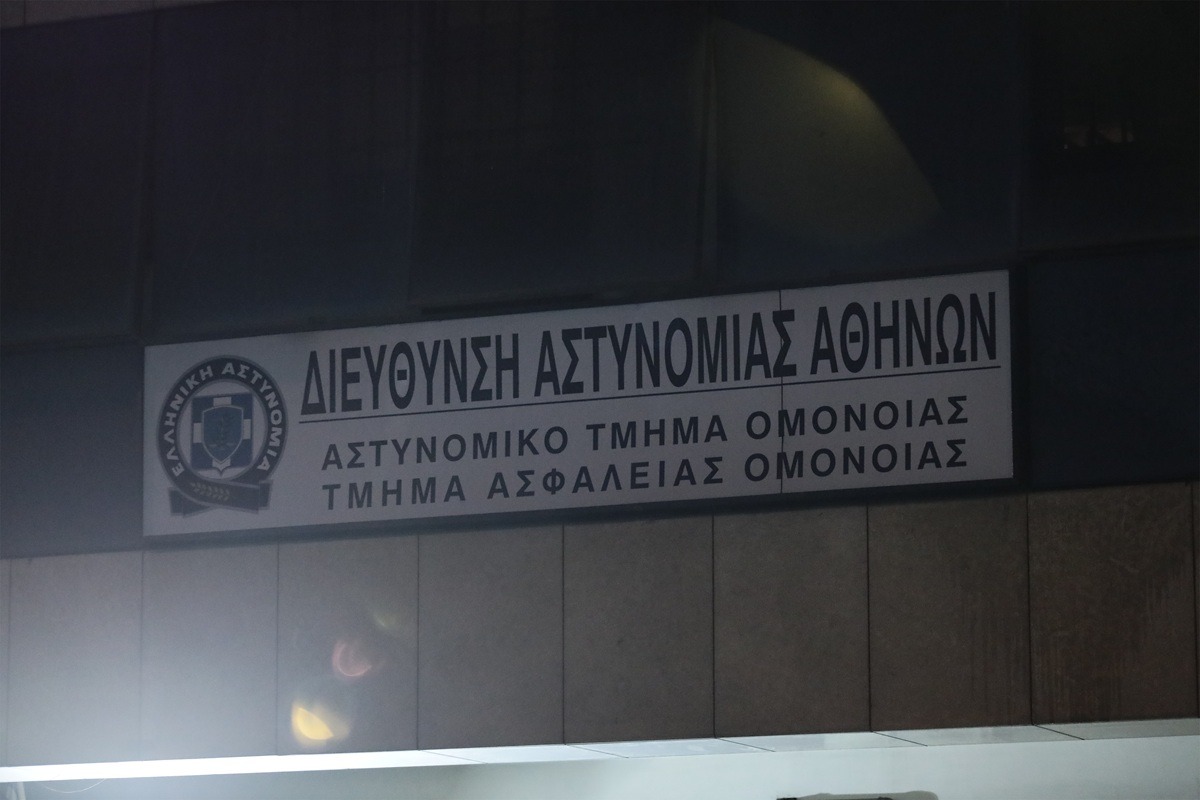 ΕΛΛΗΝΙΚΗ ΑΣΤΥΝΟΜΙΑ
ΔΙΕΥΘΥΝΣΗ ΑΣΤΥΝΟΜΙΑΣ ΑΘΗΝΩΝ
ΑΣΤΥΝΟΜΙΚΟ ΤΜΗΜΑ ΟΜΟΝΟΙΑΣ
ΤΜΗΜΑ ΑΣΦΑΛΕΙΑΣ ΟΜΟΝΟΙΑΣ